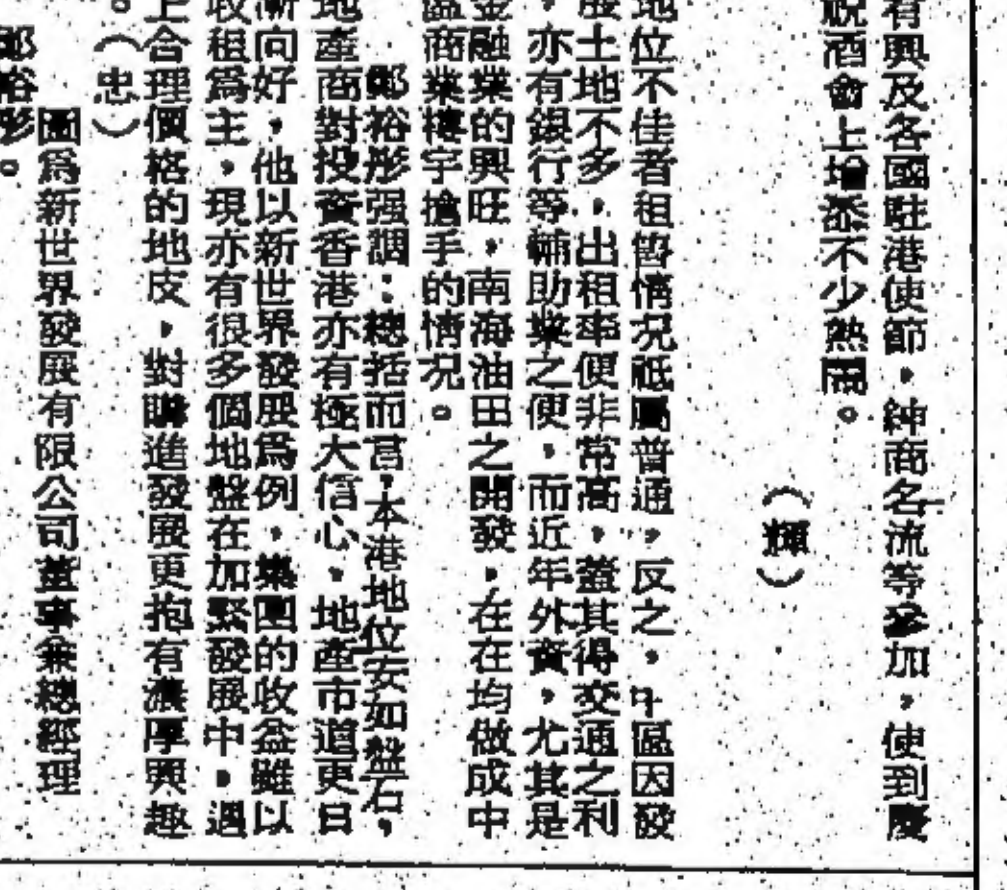 有興及各國駐港使節，紳商名流等參加，使到慶
祝酒會上增添不少熱鬧。
（輝）
地位不佳者租售情況祗屬普通，反之，中區因發
展土地不多，出租率便非常高，蓋其得交通之利
，亦有銀行等輔助業之便，而近年外資，尤其是
金融業的興旺，南海油田之開發，在在均做成中
區商業樓宇搶手的情況。
鄭裕彤强調：總括而言，本港地位安如盤石，
地產商對投資香港亦有極大信心，地產市道更日
漸向好，他以新世界發展爲例，集團的收益雖以
收租爲主，現亦有很多個地盤在加緊發展中，遇
上合理價格的地皮，對購進發展更抱有濃厚興趣
。（忠）
圖爲新世界發展有限公司董事兼總經理
鄭裕彤。